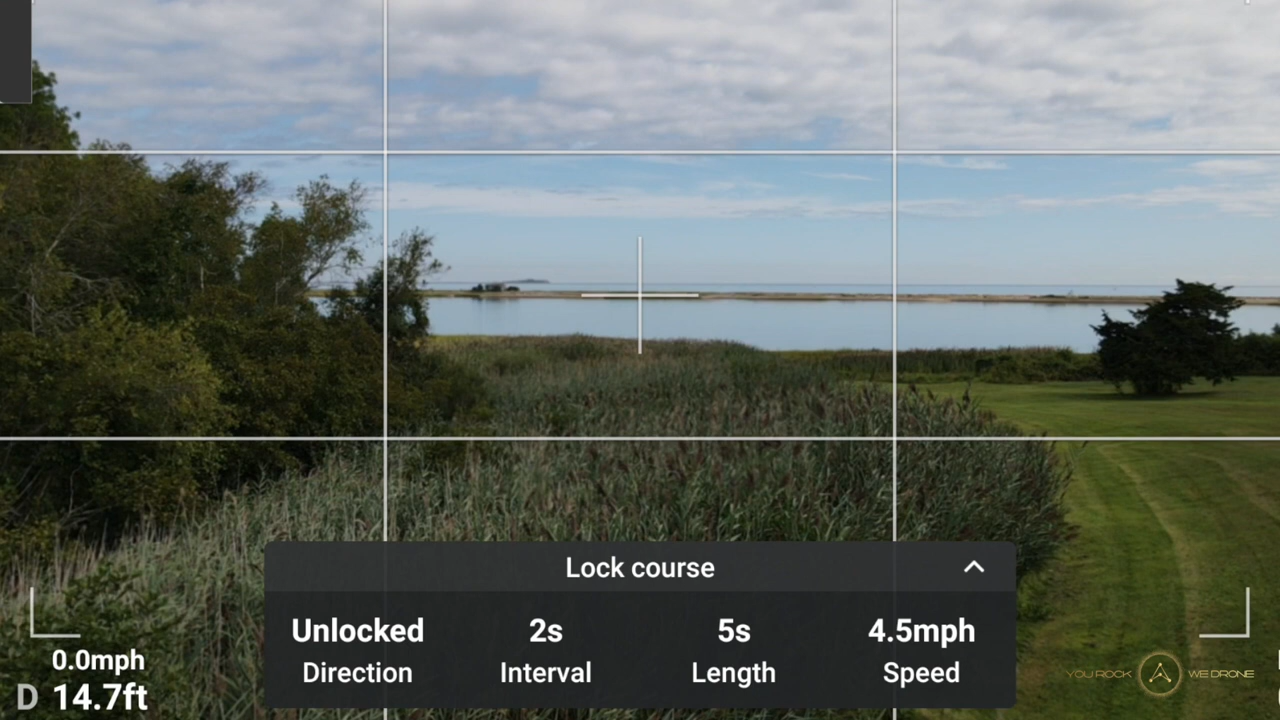 Lock course
Unlocked 2s 5s 4.5mph
Direction Interval Length Speed
0.0mph
D 14.7ft
YOU ROCK WE DRONE